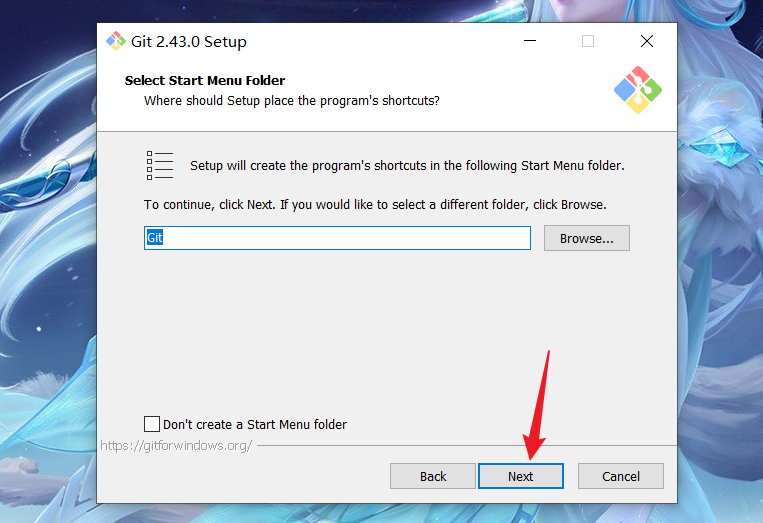 Git 2.43.0 Setup
Select Start Menu Folder
Where should Setup place the program's shortcuts?
Setup will create the program's shortcuts in the following Start Menu folder.
To continue, click Next. If you would like to select a different folder, click Browse.
Git
Browse...
Don't create a Start Menu folder
https://gitforwindows.org/
Back
Next
Cancel